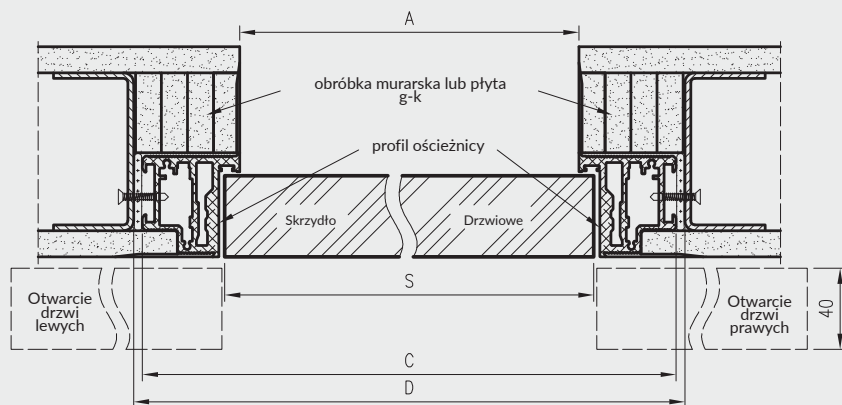 A
obróbka murarska lub płyta
g-k
profil ościeżnicy
Skrzydło
Drzwiowe
S
Otwarcie
drzwi
lewych
Otwarcie
drzwi
prawych
40
C
D